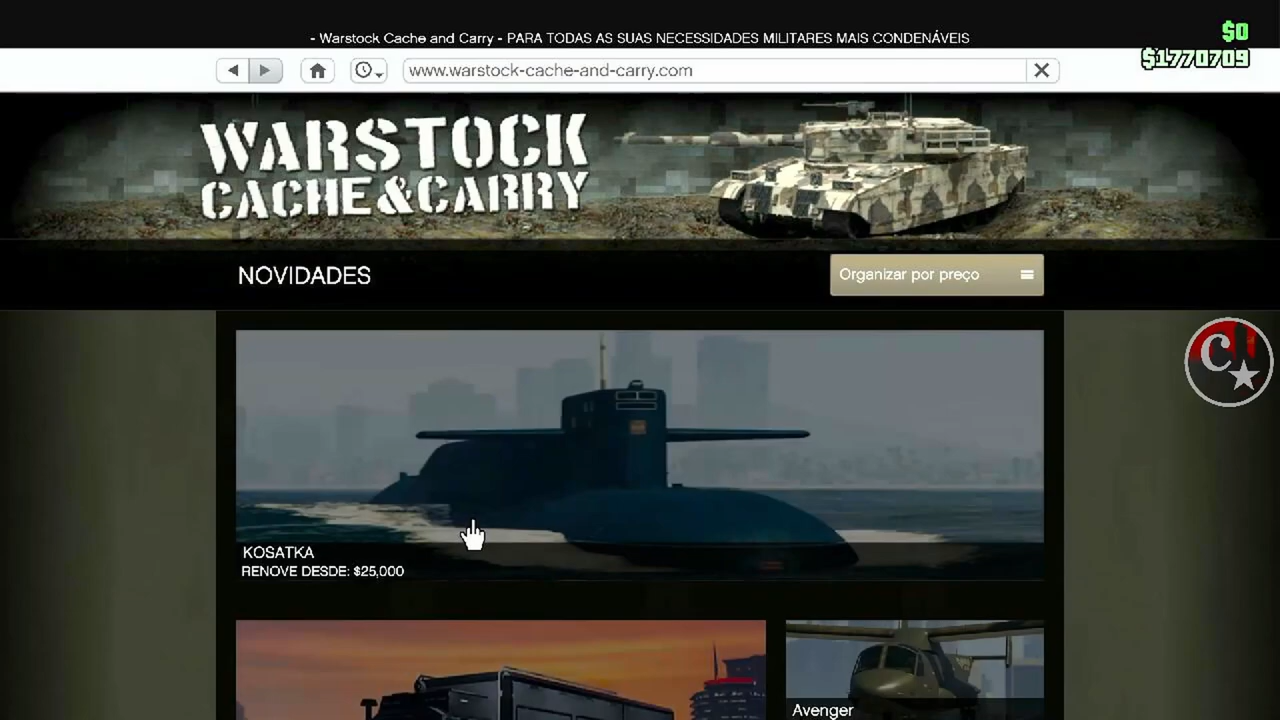 - Warstock Cache and Carry - PARA TODAS AS SUAS NECESSIDADES MILITARES MAIS CONDENÁVEIS
$0
$1770709
www.warstock-cache-and-carry.com
WARSTOCK
CACHE&CARRY
NOVIDADES
Organizar por preço
C
KOSATKA
RENOVE DESDE: $25,000
Avenger